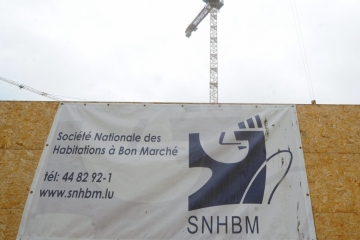 Société Nationale des
Habitations à Bon Marché
tél: 44 82 92-1
www.snhbm.lu
SNHBM